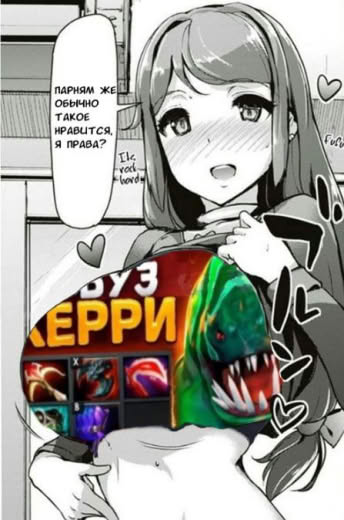 ПАРНЯМ ЖЕ
ОБЫЧНО
ТАКОЕ
НРАВИТСЯ,
Я ПРАВА?
БУЗ
КЕРРИ
X
B